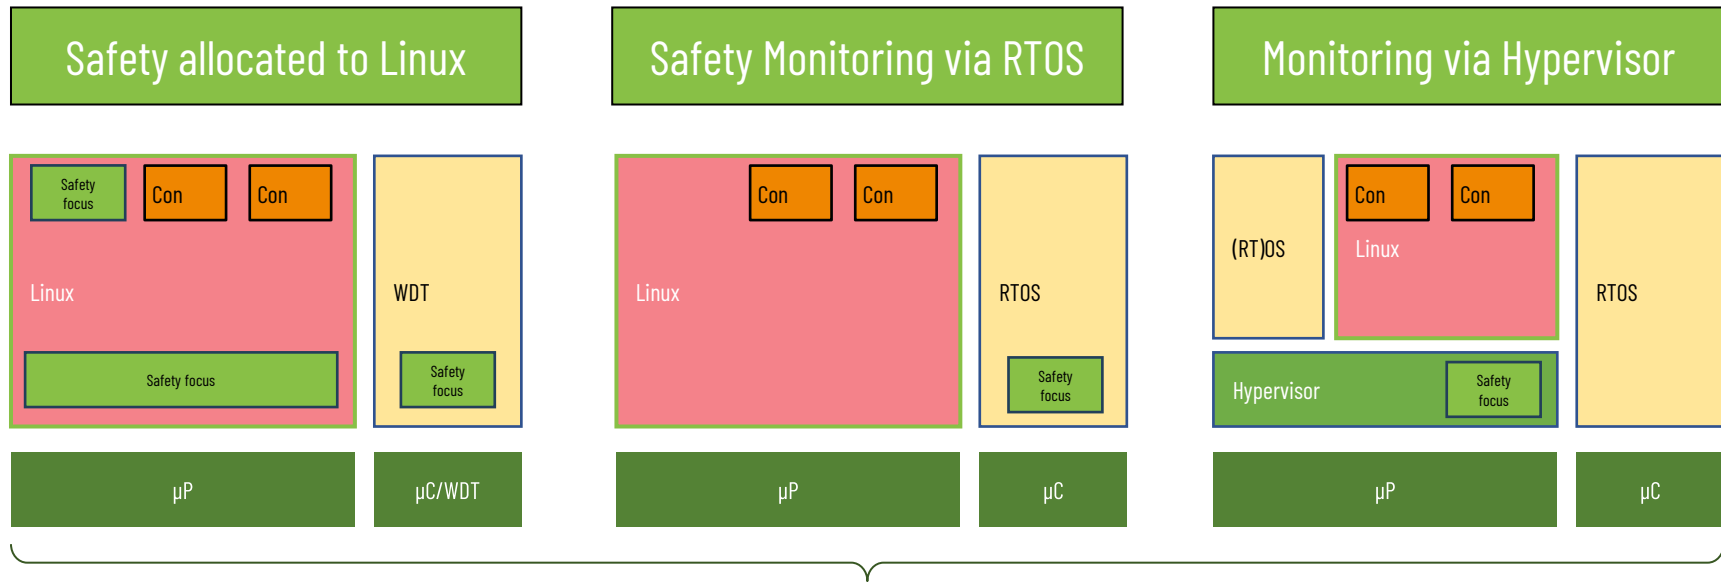 Safety allocated to Linux
Safety Monitoring via RTOS
Monitoring via Hypervisor
Safety
focus
Con
Con
Linux
Safety focus
WDT
Safety
focus
µP
µC/WDT
Con
Con
Linux
RTOS
Safety
focus
µP
µC
(RT)OS
Con
Con
Linux
Hypervisor
Safety
focus
RTOS
µP
µC